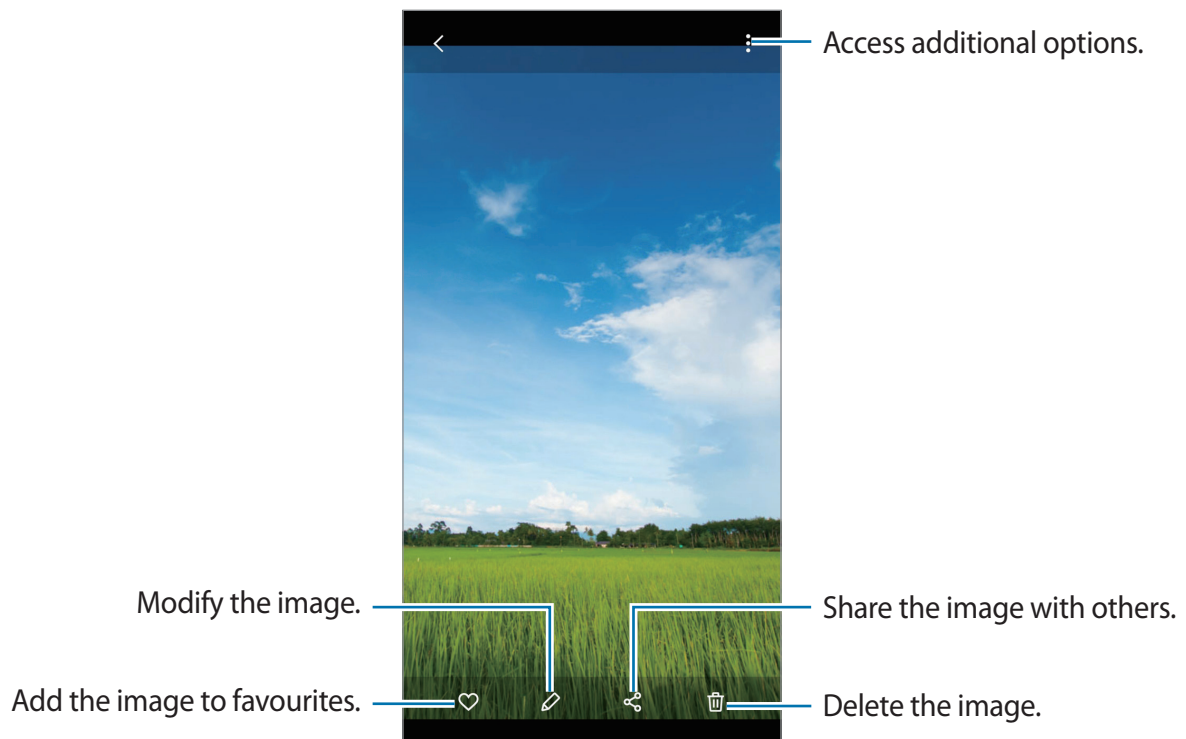 Access additional options.
Modify the image.
Share the image with others.
Add the image to favourites.
Delete the image.